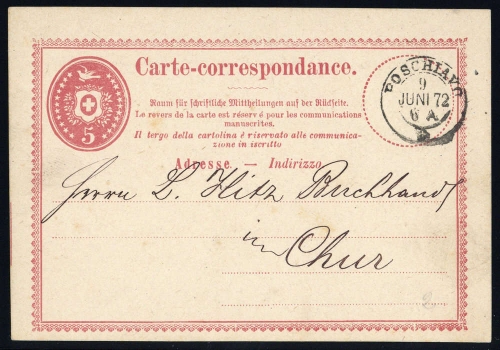 Carte-correspondance.
5
POSCHIAVO
9
JUNI 72
6 A
Raum für schriftliche Mittheilungen auf der Rückseite.
Le revers de la carte est réservé pour les communications
manuscrites.
Il tergo della cartolina è riservato alle communica-
zione in iscritto
Adresse. — Indirizzo.
Herrn L. Hitz Buchhandl
in Chur